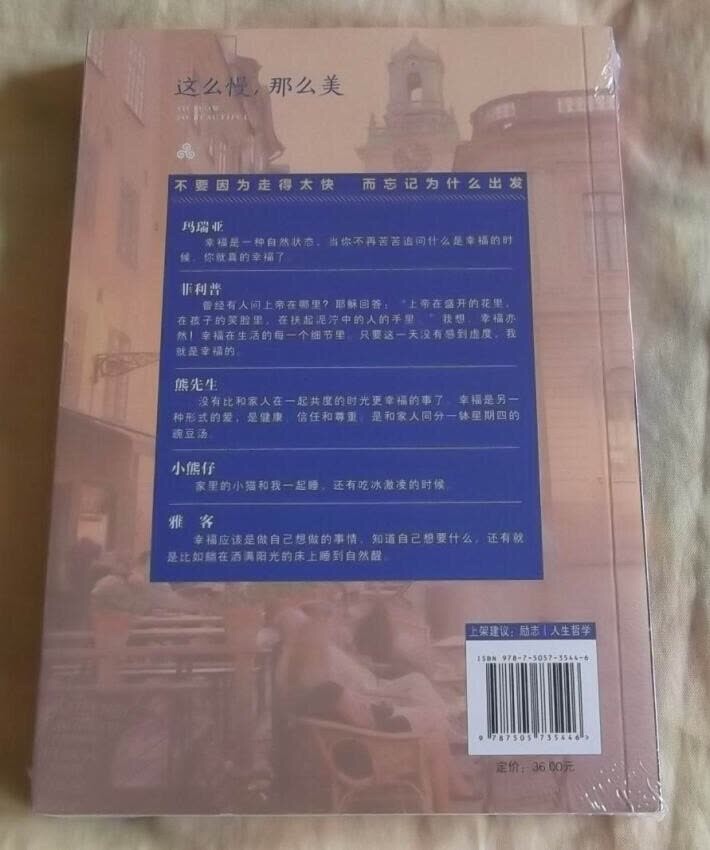 这么慢，那么美
SO SLOW
SO BEAUTIFUL
不要因为走得太快 而忘记为什么出发
玛瑞亚
幸福是一种自然状态，当你不再苦苦追问什么是幸福的时
候，你就真的幸福了。
菲利普
曾经有人问上帝在哪里？耶稣回答：“上帝在盛开的花里，
在孩子的笑脸里，在扶起泥泞中的人的手里。”我想，幸福亦
然！幸福在生活的每一个细节里，只要这一天没有感到虚度，我
就是幸福的。
熊先生
没有比和家人在一起共度的时光更幸福的事了。幸福是另一
种形式的爱，是健康、信任和尊重，是和家人同分一钵星期四的
豌豆汤。
小熊仔
家里的小猫和我一起睡，还有吃冰激凌的时候。
雅 客
幸福应该是做自己想做的事情，知道自己想要什么，还有就
是比如躺在洒满阳光的床上睡到自然醒。
上架建议：励志｜人生哲学
ISBN 978-7-5057-3544-6
9 787505 735446 >
定价：36.00元